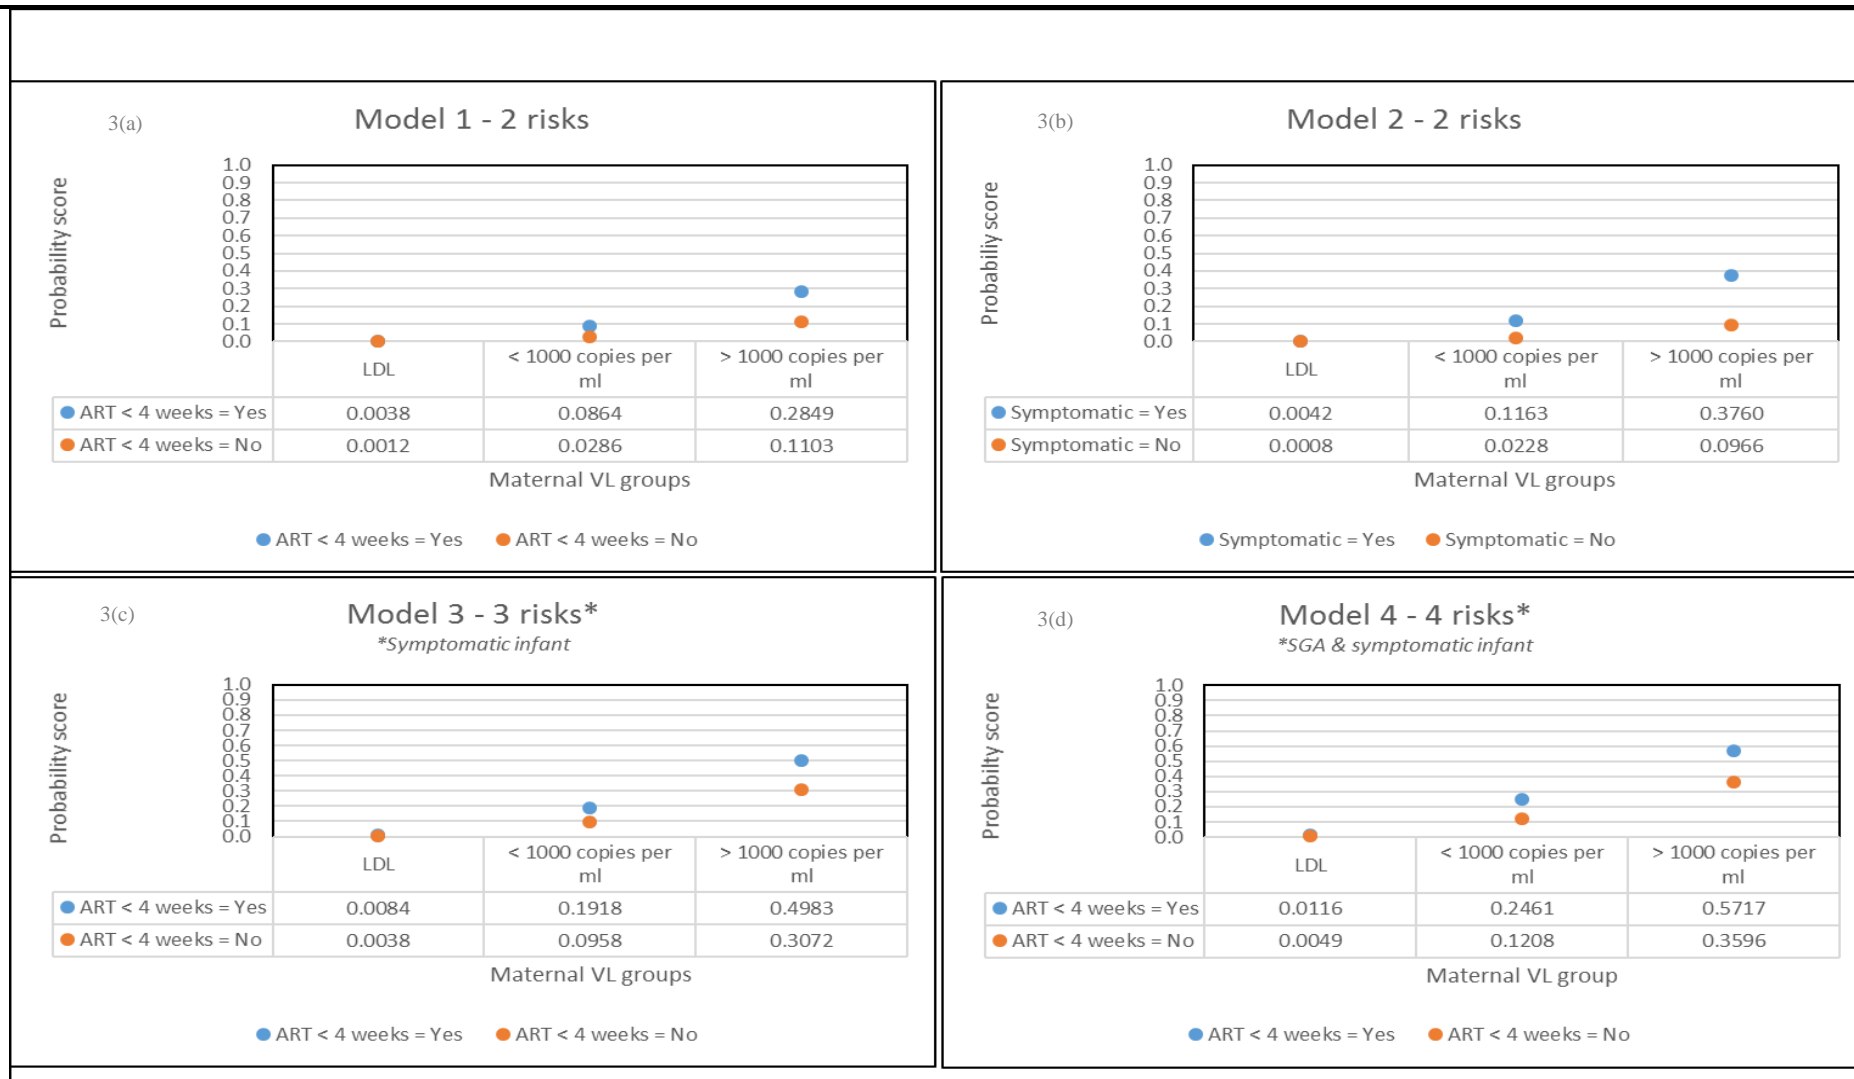 3(a)
Model 1 - 2 risks
Probability score
1.0
0.9
0.8
0.7
0.6
0.5
0.4
0.3
0.2
0.1
0.0
LDL < 1000 copies per ml > 1000 copies per ml
ART < 4 weeks = Yes 0.0038 0.0864 0.2849
ART < 4 weeks = No 0.0012 0.0286 0.1103
Maternal VL groups
ART < 4 weeks = Yes ART < 4 weeks = No
3(b)
Model 2 - 2 risks
Probabiliy score
1.0
0.9
0.8
0.7
0.6
0.5
0.4
0.3
0.2
0.1
0.0
LDL < 1000 copies per ml > 1000 copies per ml
Symptomatic = Yes 0.0042 0.1163 0.3760
Symptomatic = No 0.0008 0.0228 0.0966
Maternal VL groups
Symptomatic = Yes Symptomatic = No
3(c)
Model 3 - 3 risks*
*Symptomatic infant
Probability score
1.0
0.9
0.8
0.7
0.6
0.5
0.4
0.3
0.2
0.1
0.0
LDL < 1000 copies per ml > 1000 copies per ml
ART < 4 weeks = Yes 0.0084 0.1918 0.4983
ART < 4 weeks = No 0.0038 0.0958 0.3072
Maternal VL groups
ART < 4 weeks = Yes ART < 4 weeks = No
3(d)
Model 4 - 4 risks*
*SGA & symptomatic infant
Probabilty score
1.0
0.9
0.8
0.7
0.6
0.5
0.4
0.3
0.2
0.1
0.0
LDL < 1000 copies per ml > 1000 copies per ml
ART < 4 weeks = Yes 0.0116 0.2461 0.5717
ART < 4 weeks = No 0.0049 0.1208 0.3596
Maternal VL group
ART < 4 weeks = Yes ART < 4 weeks = No